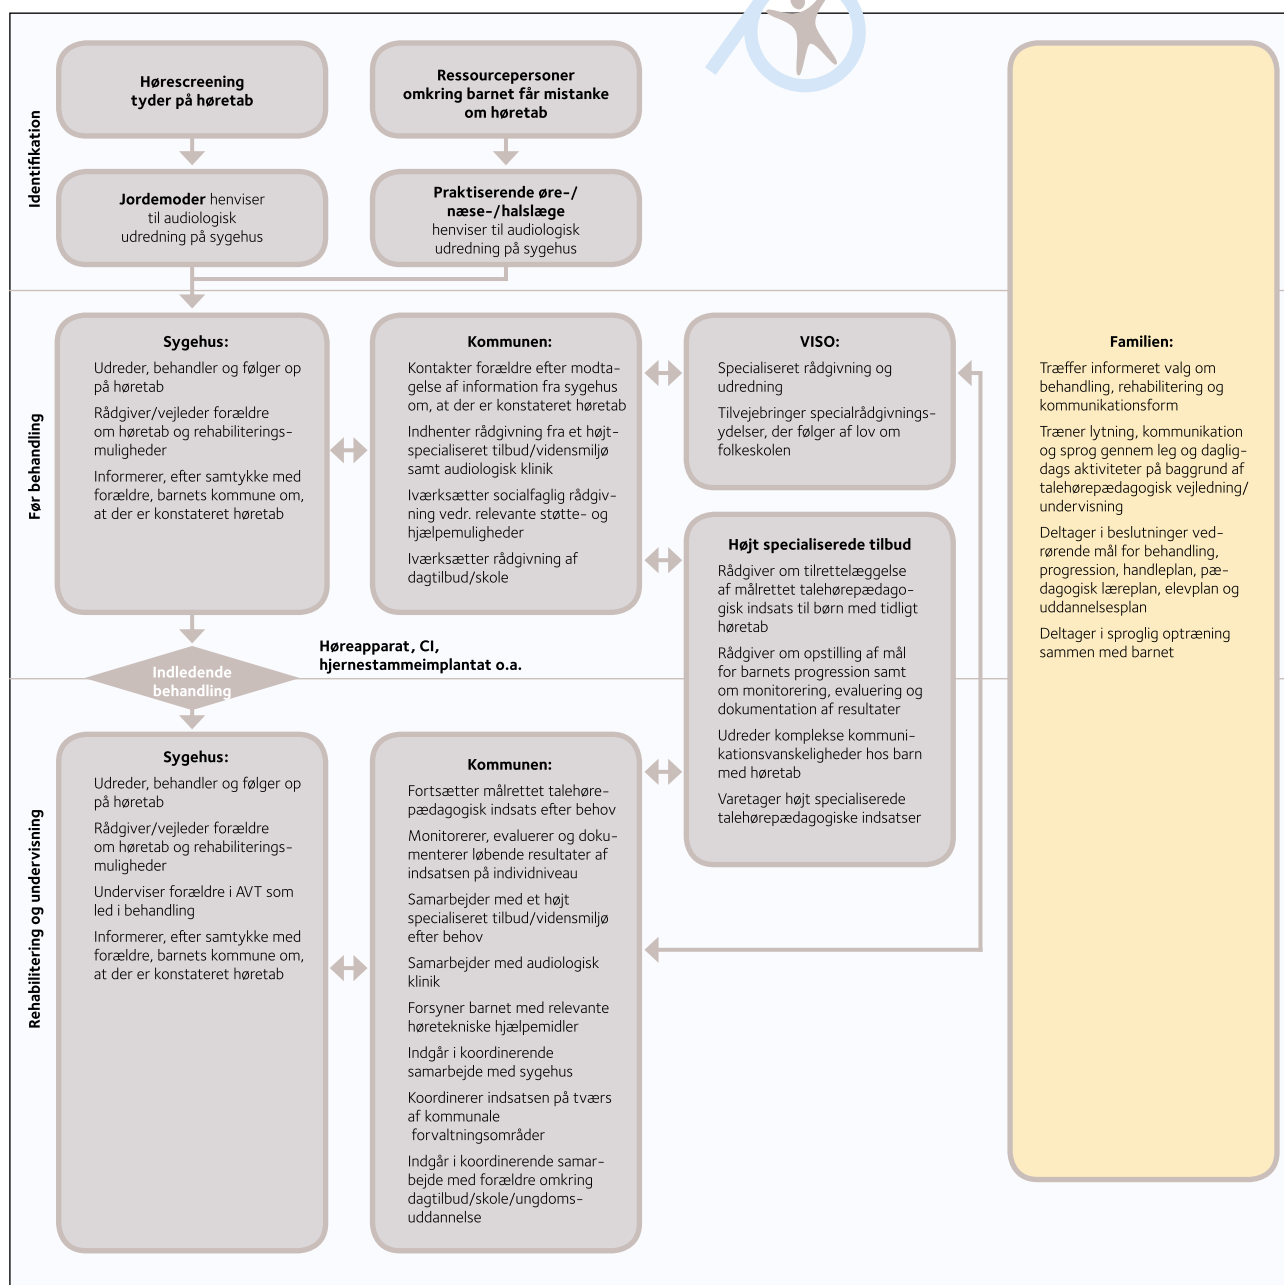 Identifikation
Hørescreening
tyder på høretab
Ressourcepersoner
omkring barnet får mistanke
om høretab
Jordemoder henviser
til audiologisk
udredning på sygehus
Praktiserende øre-/
næse-/halslæge
henviser til audiologisk
udredning på sygehus
Før behandling
Sygehus:
Udreder, behandler og følger op
på høretab
Rådgiver/vejleder forældre
om høretab og rehabiliterings-
muligheder
Informerer, efter samtykke med
forældre, barnets kommune om,
at der er konstateret høretab
Kommunen:
Kontakter forældre efter modta-
gelse af information fra sygehus
om, at der er konstateret høretab
Indhenter rådgivning fra et højt-
specialiseret tilbud/vidensmiljø
samt audiologisk klinik
Iværksætter socialfaglig rådgiv-
ning vedr. relevante støtte- og
hjælpemuligheder
Iværksætter rådgivning af
dagtilbud/skole
VISO:
Specialiseret rådgivning og
udredning
Tilvejebringer specialrådgivnings-
ydelser, der følger af lov om
folkeskolen
Højt specialiserede tilbud
Rådgiver om tilrettelæggelse
af målrettet talehørepædago-
gisk indsats til børn med tidligt
høretab
Rådgiver om opstilling af mål
for barnets progression samt
om monitorering, evaluering og
dokumentation af resultater
Udreder komplekse kommuni-
kationsvanskeligheder hos barn
med høretab
Varetager højt specialiserede
talehørepædagogiske indsatser
Familien:
Træffer informeret valg om
behandling, rehabilitering og
kommunikationsform
Træner lytning, kommunikation
og sprog gennem leg og daglig-
dags aktiviteter på baggrund af
talehørepædagogisk vejledning/
undervisning
Deltager i beslutninger ved-
rørende mål for behandling,
progression, handleplan, pæ-
dagogisk læreplan, elevplan og
uddannelsesplan
Deltager i sproglig optræning
sammen med barnet
Indledende
behandling
Høreapparat, CI,
hjernestammeimplantat o.a.
Rehabilitering og undervisning
Sygehus:
Udreder, behandler og følger op
på høretab
Rådgiver/vejleder forældre
om høretab og rehabiliterings-
muligheder
Underviser forældre i AVT som
led i behandling
Informerer, efter samtykke med
forældre, barnets kommune om,
at der er konstateret høretab
Kommunen:
Fortsætter målrettet talehøre-
pædagogisk indsats efter behov
Monitorerer, evaluerer og doku-
menterer løbende resultater af
indsatsen på individniveau
Samarbejder med et højt
specialiseret tilbud/vidensmiljø
efter behov
Samarbejder med audiologisk
klinik
Forsyner barnet med relevante
høretekniske hjælpemidler
Indgår i koordinerende
samarbejde med sygehus
Koordinerer indsatsen på tværs
af kommunale
forvaltningsområder
Indgår i koordinerende samar-
bejde med forældre omkring
dagtilbud/skole/ungdoms-
uddannelse